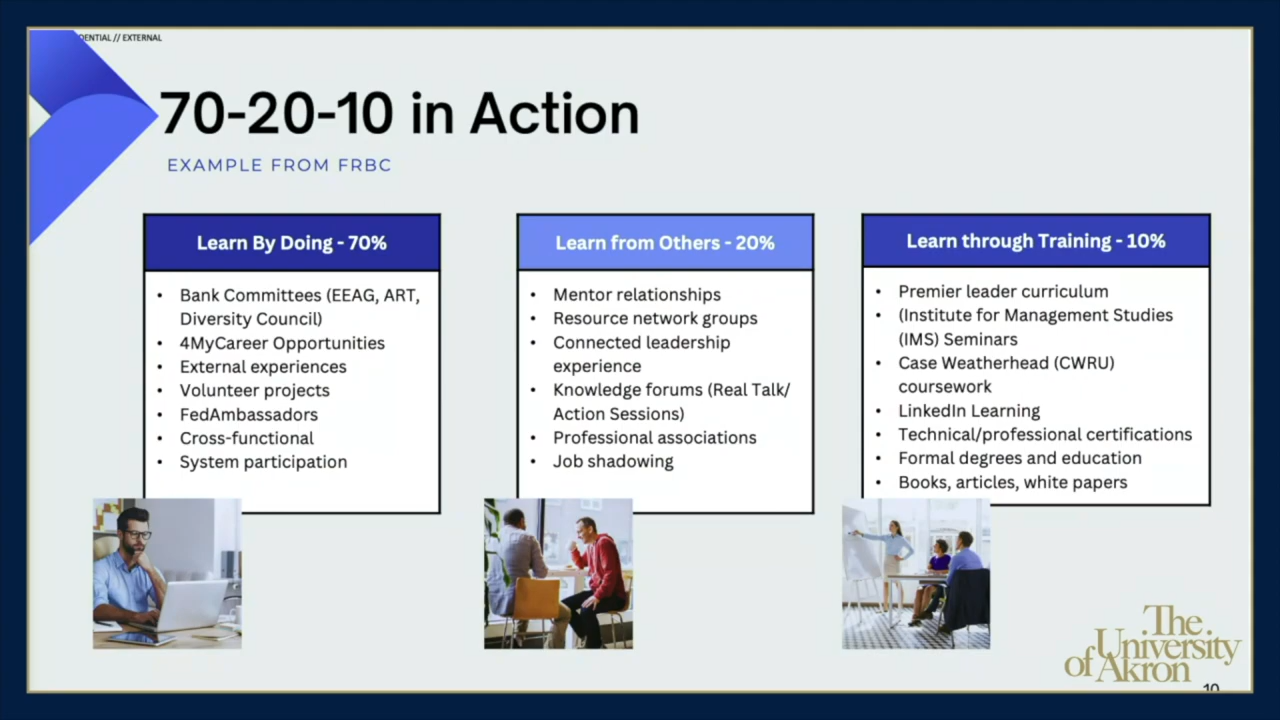 DENTIAL // EXTERNAL
70-20-10 in Action
EXAMPLE FROM FRBC
Learn By Doing - 70%
• Bank Committees (EEAG, ART,
Diversity Council)
• 4MyCareer Opportunities
• External experiences
• Volunteer projects
• FedAmbassadors
• Cross-functional
• System participation
Learn from Others - 20%
• Mentor relationships
• Resource network groups
• Connected leadership
experience
• Knowledge forums (Real Talk/
Action Sessions)
• Professional associations
• Job shadowing
Learn through Training - 10%
• Premier leader curriculum
• (Institute for Management Studies
(IMS) Seminars
• Case Weatherhead (CWRU)
coursework
• LinkedIn Learning
• Technical/professional certifications
• Formal degrees and education
• Books, articles, white papers
The
University
of Akron
10